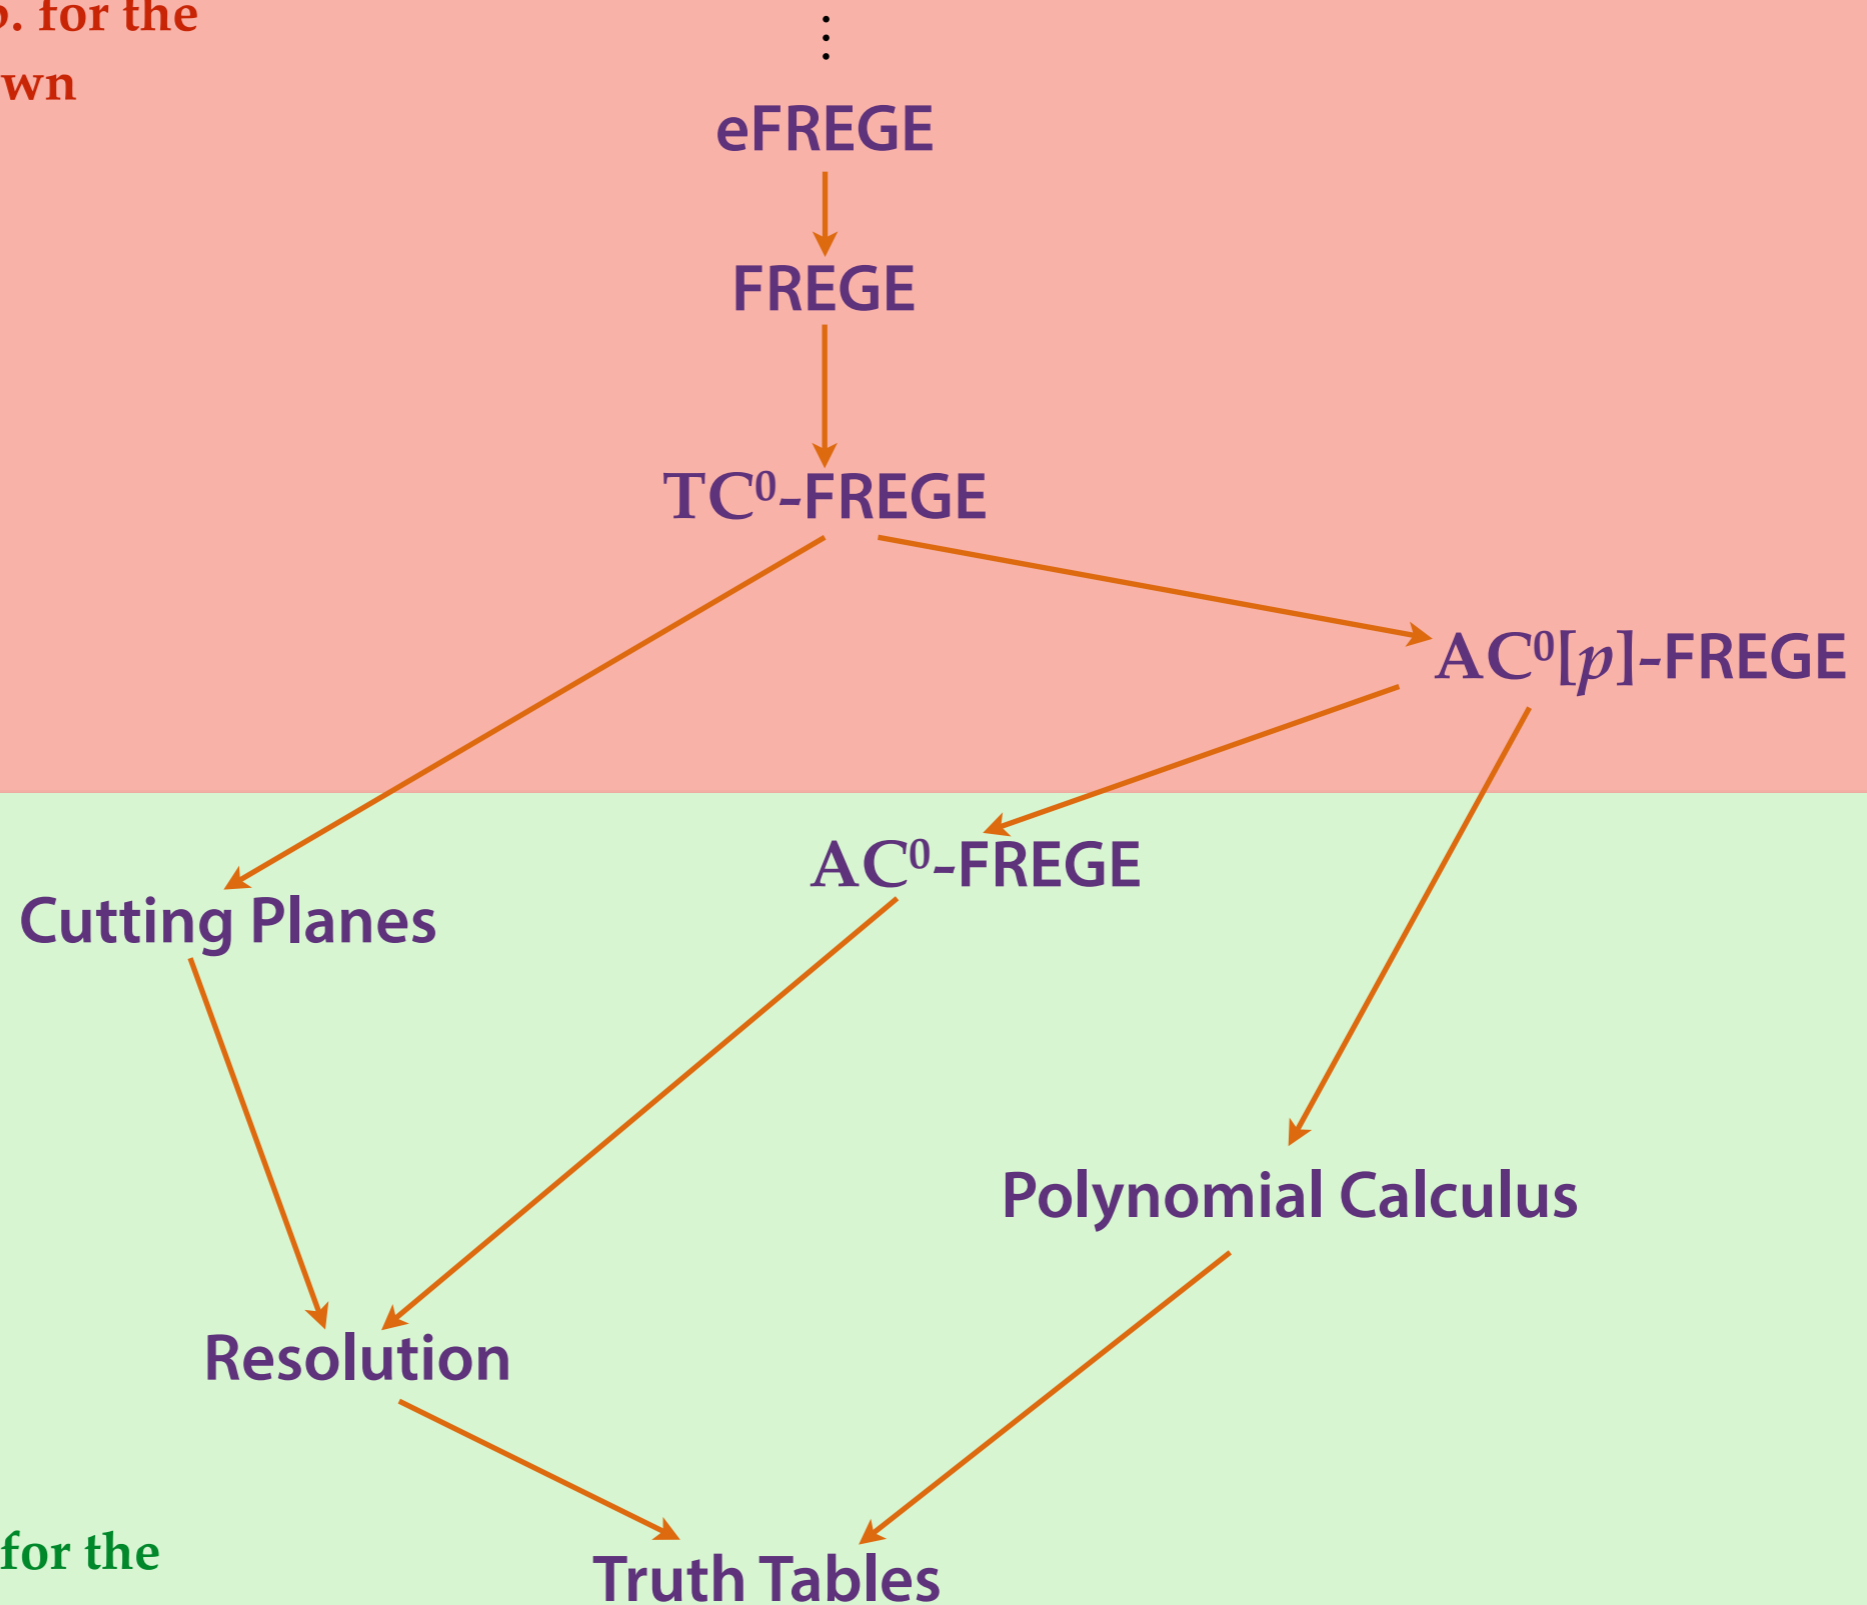 . for the
wn
⋮
eFREGE
FREGE
TC⁰-FREGE
AC⁰[p]-FREGE
AC⁰-FREGE
Cutting Planes
Polynomial Calculus
Resolution
for the
Truth Tables